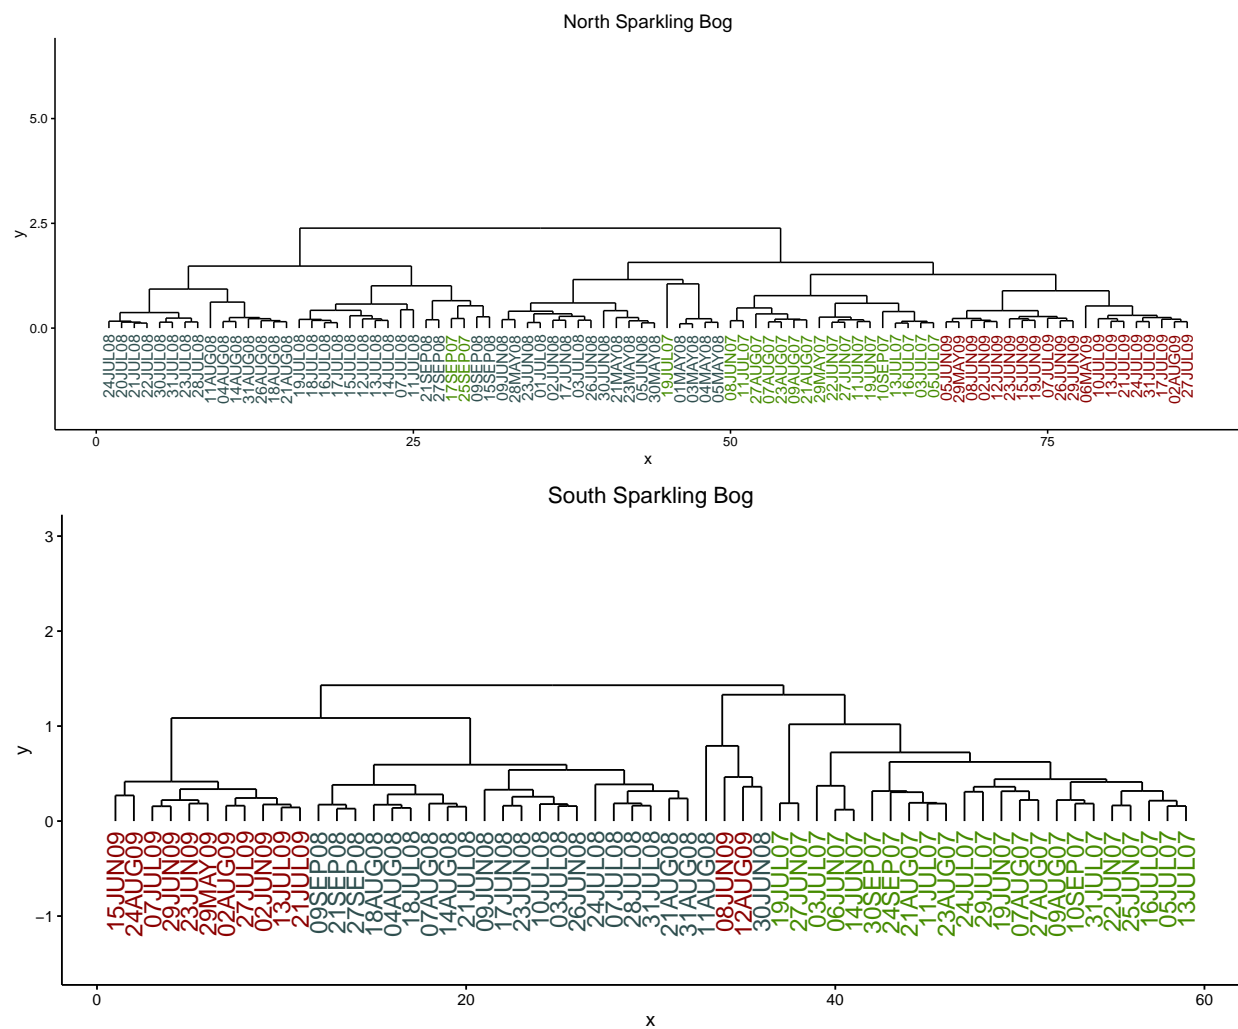 North Sparkling Bog
5.0
2.5
y
0.0
24JUL08
20JUL08
21JUL08
22JUL08
30JUL08
31JUL08
23JUL08
28JUL08
11AUG08
04AUG08
14AUG08
31AUG08
26AUG08
18AUG08
21AUG08
19JUL08
18JUL08
16JUL08
17JUL08
15JUL08
12JUL08
13JUL08
14JUL08
07JUL08
11JUL08
21SEP08
27SEP08
17SEP07
25SEP07
09SEP08
15SEP08
09JUN08
28MAY08
23JUN08
01JUL08
02JUN08
17JUN08
03JUL08
26JUN08
30JUN08
21MAY08
23MAY08
05JUN08
30MAY08
19JUL07
01MAY08
03MAY08
04MAY08
05MAY08
08JUN07
11JUL07
27AUG07
07AUG07
23AUG07
09AUG07
21AUG07
29MAY07
22JUN07
27JUN07
11JUN07
19JUN07
10SEP07
13JUL07
16JUL07
03JUL07
05JUL07
05JUN09
29MAY09
08JUN09
02JUN09
12JUN09
23JUN09
15JUN09
19JUN09
07JUL09
26JUN09
29JUN09
06MAY09
10JUL09
13JUL09
21JUL09
24JUL09
31JUL09
17JUL09
02AUG09
27JUL09
0
25
50
75
x
South Sparkling Bog
3
2
1
y
0
−1
15JUN09
24AUG09
07JUL09
29JUN09
23JUN09
29MAY09
02AUG09
27JUL09
02JUN09
13JUL09
21JUL09
09SEP08
21SEP08
27SEP08
18AUG08
04AUG08
18JUL08
07AUG08
14AUG08
21JUL08
09JUN08
17JUN08
23JUN08
10JUL08
03JUL08
26JUN08
24JUL08
07JUL08
28JUL08
31JUL08
21AUG08
31AUG08
11AUG08
08JUN09
12AUG09
30JUN08
19JUL07
27JUN07
03JUL07
06JUN07
14JUN07
30SEP07
24SEP07
21AUG07
11JUL07
23AUG07
24JUL07
29JUL07
19JUN07
07AUG07
27AUG07
09AUG07
10SEP07
31JUL07
22JUN07
25JUN07
16JUL07
05JUL07
13JUL07
0
20
40
60
x